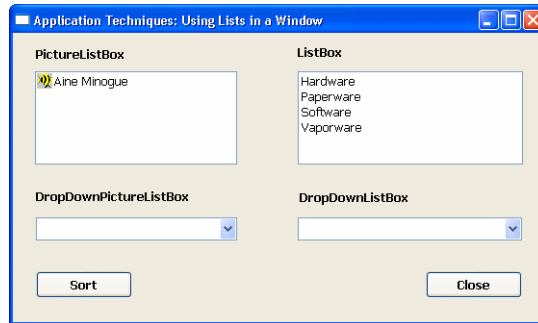 Application Techniques: Using Lists in a Window
PictureListBox
Aine Minogue
ListBox
Hardware
Paperware
Software
Vaporware
DropDownPictureListBox
DropDownListBox
Sort
Close